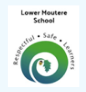 Lower Moutere
School
Respectful • Safe • Learners